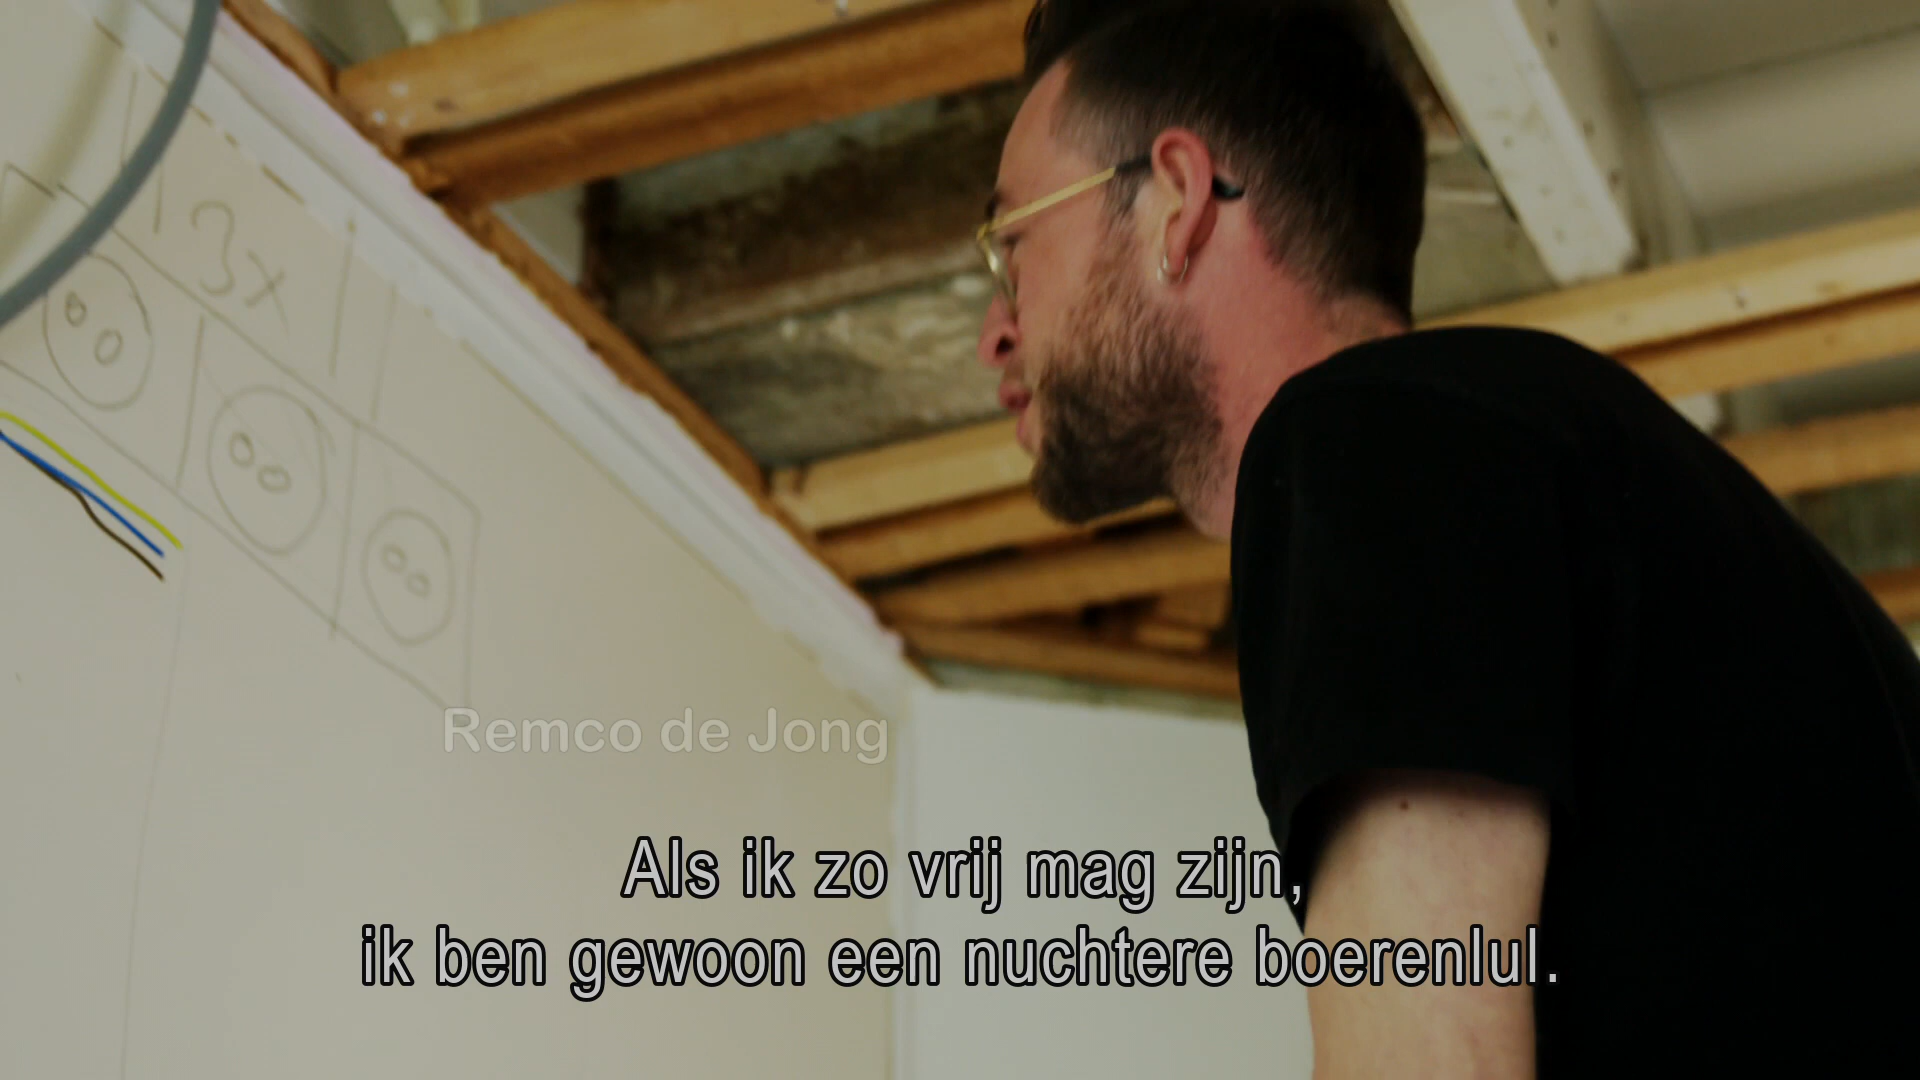 3x
Remco de Jong
Als ik zo vrij mag zijn,
ik ben gewoon een nuchtere boerenlul.